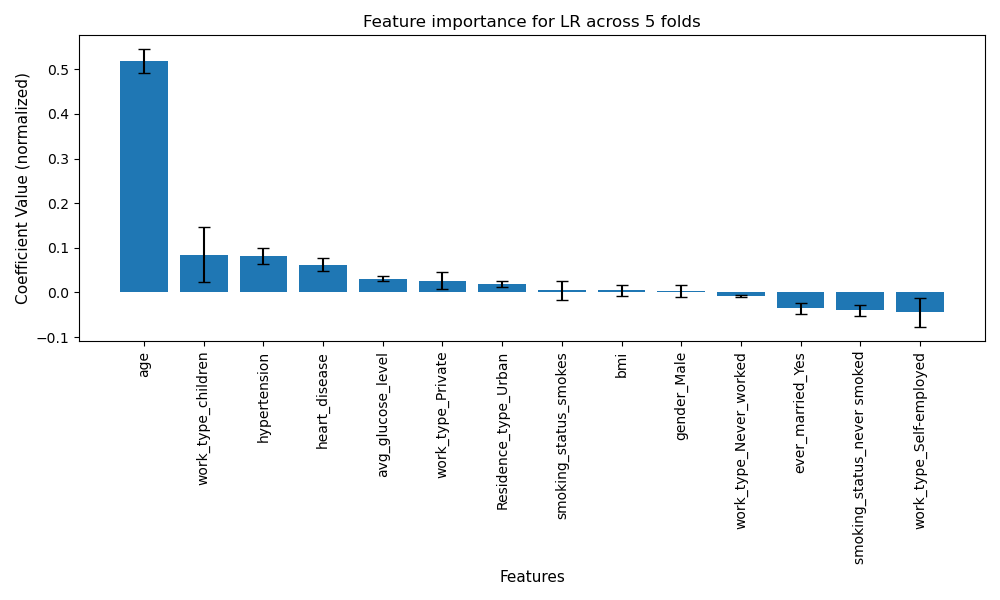 Feature importance for LR across 5 folds
Coefficient Value (normalized)
0.5
0.4
0.3
0.2
0.1
0.0
−0.1
age
work_type_children
hypertension
heart_disease
avg_glucose_level
work_type_Private
Residence_type_Urban
smoking_status_smokes
bmi
gender_Male
work_type_Never_worked
ever_married_Yes
smoking_status_never smoked
work_type_Self-employed
Features